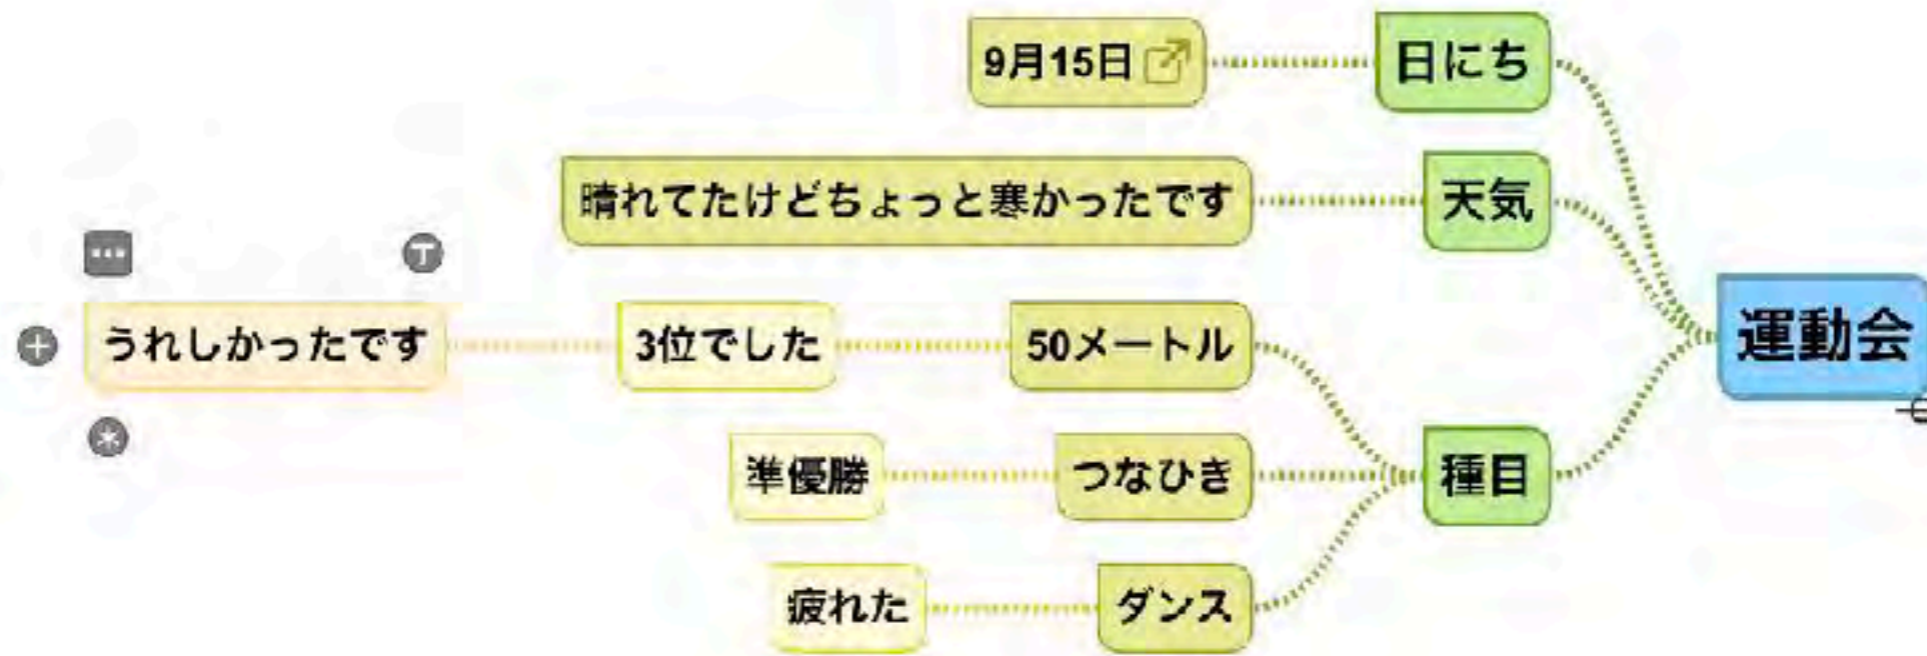 9月15日
日にち
晴れてたけどちょっと寒かったです
天気
運動会
うれしかったです
3位でした
50メートル
準優勝
つなひき
種目
疲れた
ダンス